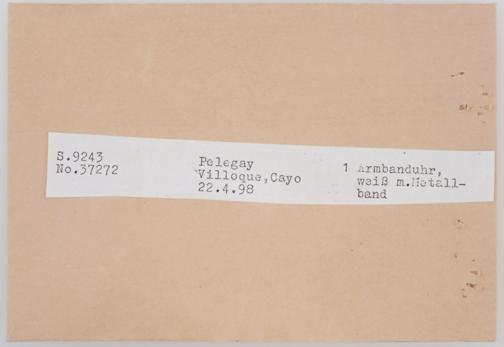 S.9243
No.37272
Pelegay
Villoque,Cayo
22.4.98
1 Armbanduhr,
weiß m.Metall-
band